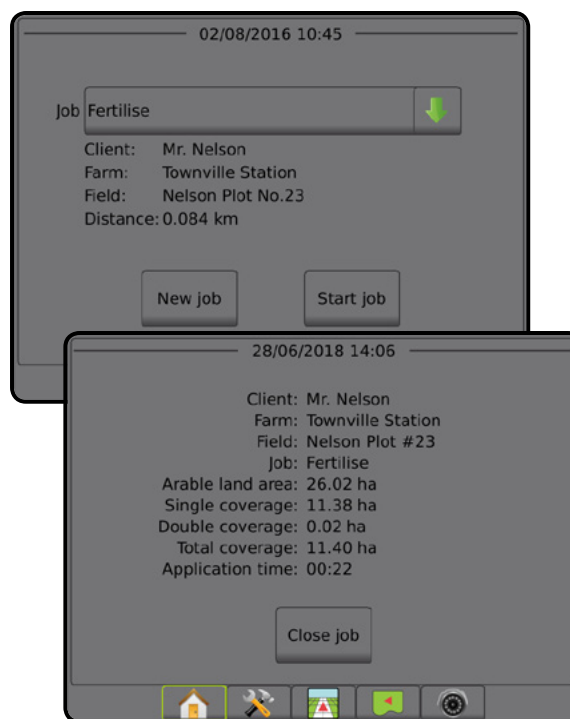 02/08/2016 10:45
Job Fertilise
Client: Mr. Nelson
Farm: Townville Station
Field: Nelson Plot No.23
Distance: 0.084 km
New job Start job
28/06/2018 14:06
Client: Mr. Nelson
Farm: Townville Station
Field: Nelson Plot #23
Job: Fertilise
Arable land area: 26.02 ha
Single coverage: 11.38 ha
Double coverage: 0.02 ha
Total coverage: 11.40 ha
Application time: 00:22
Close job